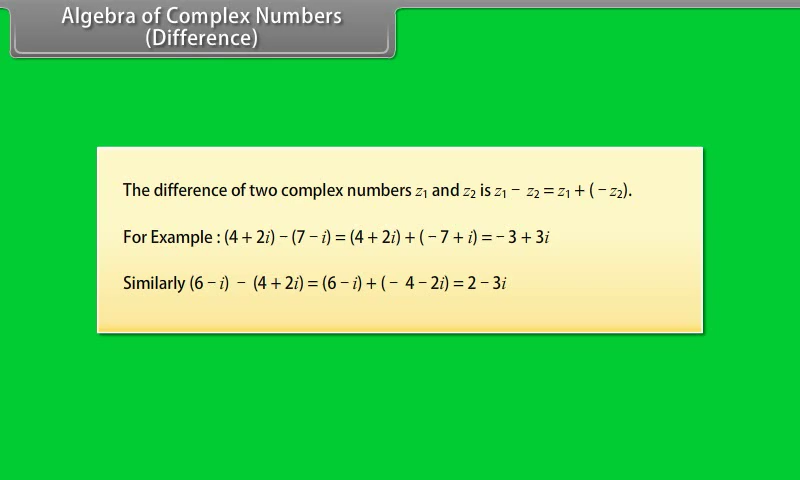 Algebra of Complex Numbers
(Difference)
The difference of two complex numbers z₁ and z₂ is z₁ − z₂ = z₁ + ( − z₂).
For Example : (4 + 2i) − (7 − i) = (4 + 2i) + ( − 7 + i) = − 3 + 3i
Similarly (6 − i) − (4 + 2i) = (6 − i) + ( − 4 − 2i) = 2 − 3i